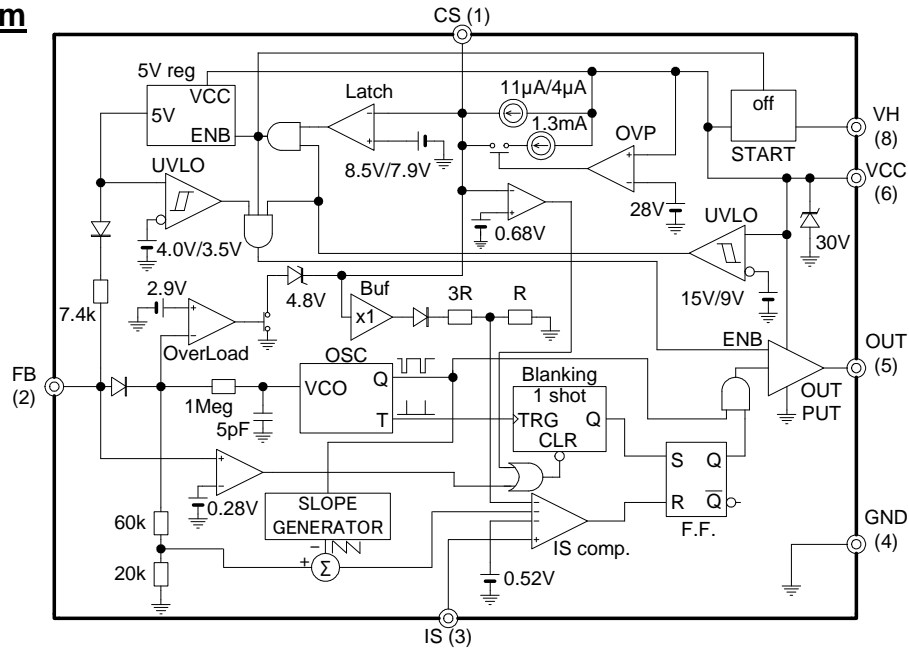 m
CS (1)
5V reg
VCC
5V
ENB
Latch
8.5V/7.9V
11µA/4µA
1.3mA
OVP
28V
off
START
VH
(8)
VCC
(6)
UVLO
4.0V/3.5V
0.68V
UVLO
30V
15V/9V
2.9V
OverLoad
7.4k
4.8V
Buf
x1
3R
R
ENB
OUT
PUT
OUT
(5)
FB
(2)
1Meg
5pF
OSC
VCO
Q
T
Blanking
1 shot
TRG
Q
CLR
S
Q
R
Q
F.F.
0.28V
SLOPE
GENERATOR
60k
20k
−
+
Σ
IS comp.
0.52V
GND
(4)
IS (3)